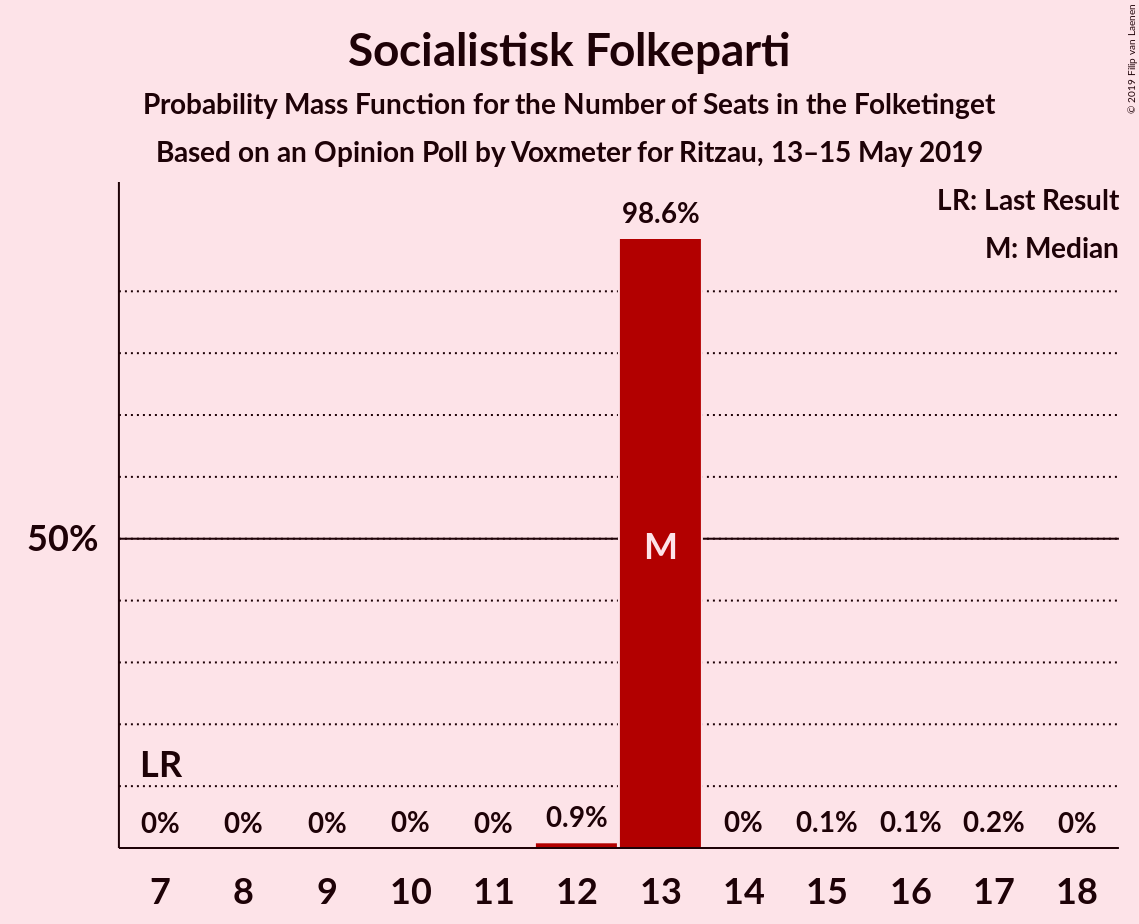 Socialistisk Folkeparti
Probability Mass Function for the Number of Seats in the Folketinget
Based on an Opinion Poll by Voxmeter for Ritzau, 13–15 May 2019
© 2019 Filip van Laenen
LR: Last Result
M: Median
98.6%
50%
M
LR
0% 0% 0% 0% 0% 0.9% 0% 0.1% 0.1% 0.2% 0%
7 8 9 10 11 12 13 14 15 16 17 18